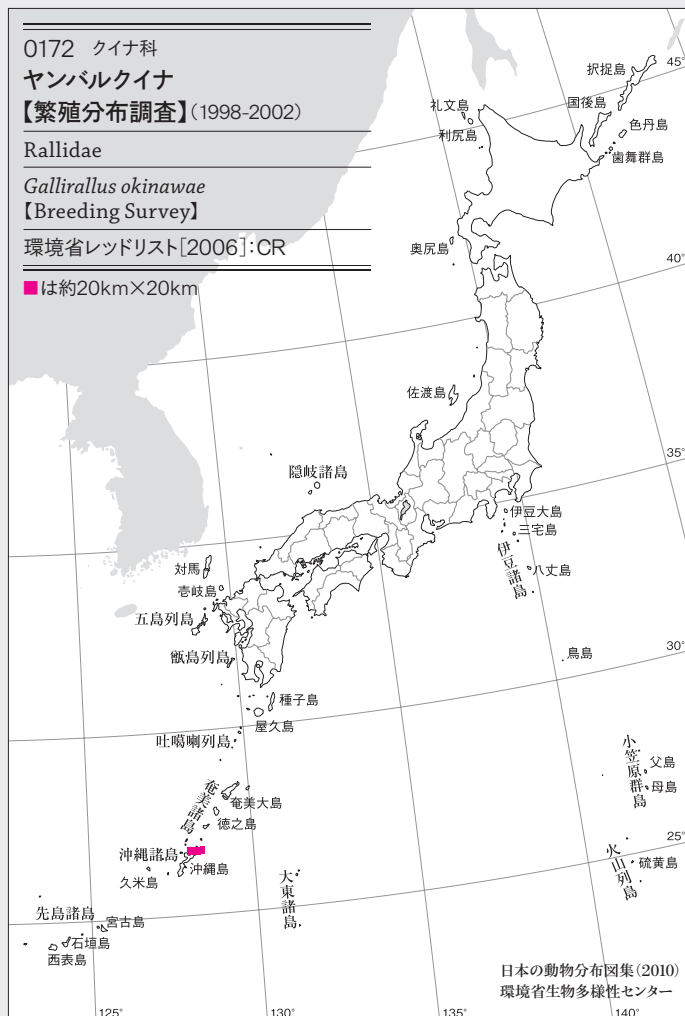 0172 クイナ科
ヤンバルクイナ
【繁殖分布調査】(1998-2002)
Rallidae
Gallirallus okinawae
【Breeding Survey】
環境省レッドリスト[2006]:CR
■は約20km×20km
45°
択捉島
国後島
礼文島
色丹島
利尻島
歯舞群島
奥尻島
40°
佐渡島
35°
隠岐諸島
伊豆大島
三宅島
伊豆諸島
八丈島
対馬
壱岐島
五島列島
甑島列島
鳥島
30°
種子島
屋久島
吐噶喇列島
小笠原群島
父島
母島
奄美諸島
奄美大島
徳之島
25°
沖縄諸島
沖縄島
久米島
火山列島
硫黄島
大東諸島
先島諸島
宮古島
石垣島
西表島
日本の動物分布図集(2010)
環境省生物多様性センター
125°
130°
135°
140°